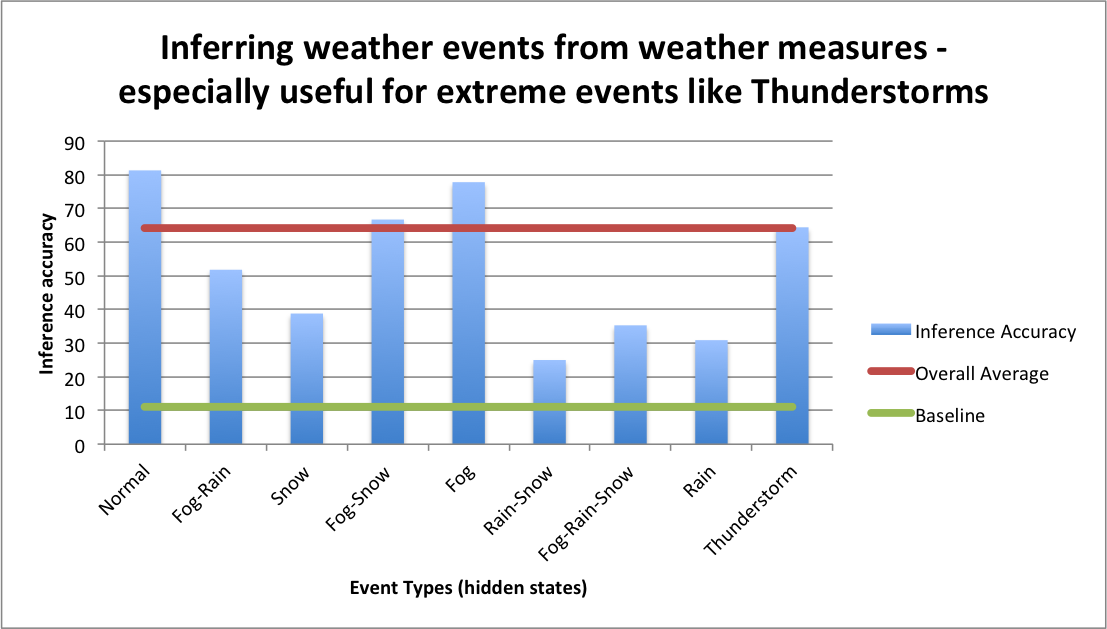 Inferring weather events from weather measures -
especially useful for extreme events like Thunderstorms
90
80
70
60
50
40
30
20
10
0
Inference accuracy
Normal
Fog-Rain
Snow
Fog-Snow
Fog
Rain-Snow
Fog-Rain-Snow
Rain
Thunderstorm
Event Types (hidden states)
Inference Accuracy
Overall Average
Baseline